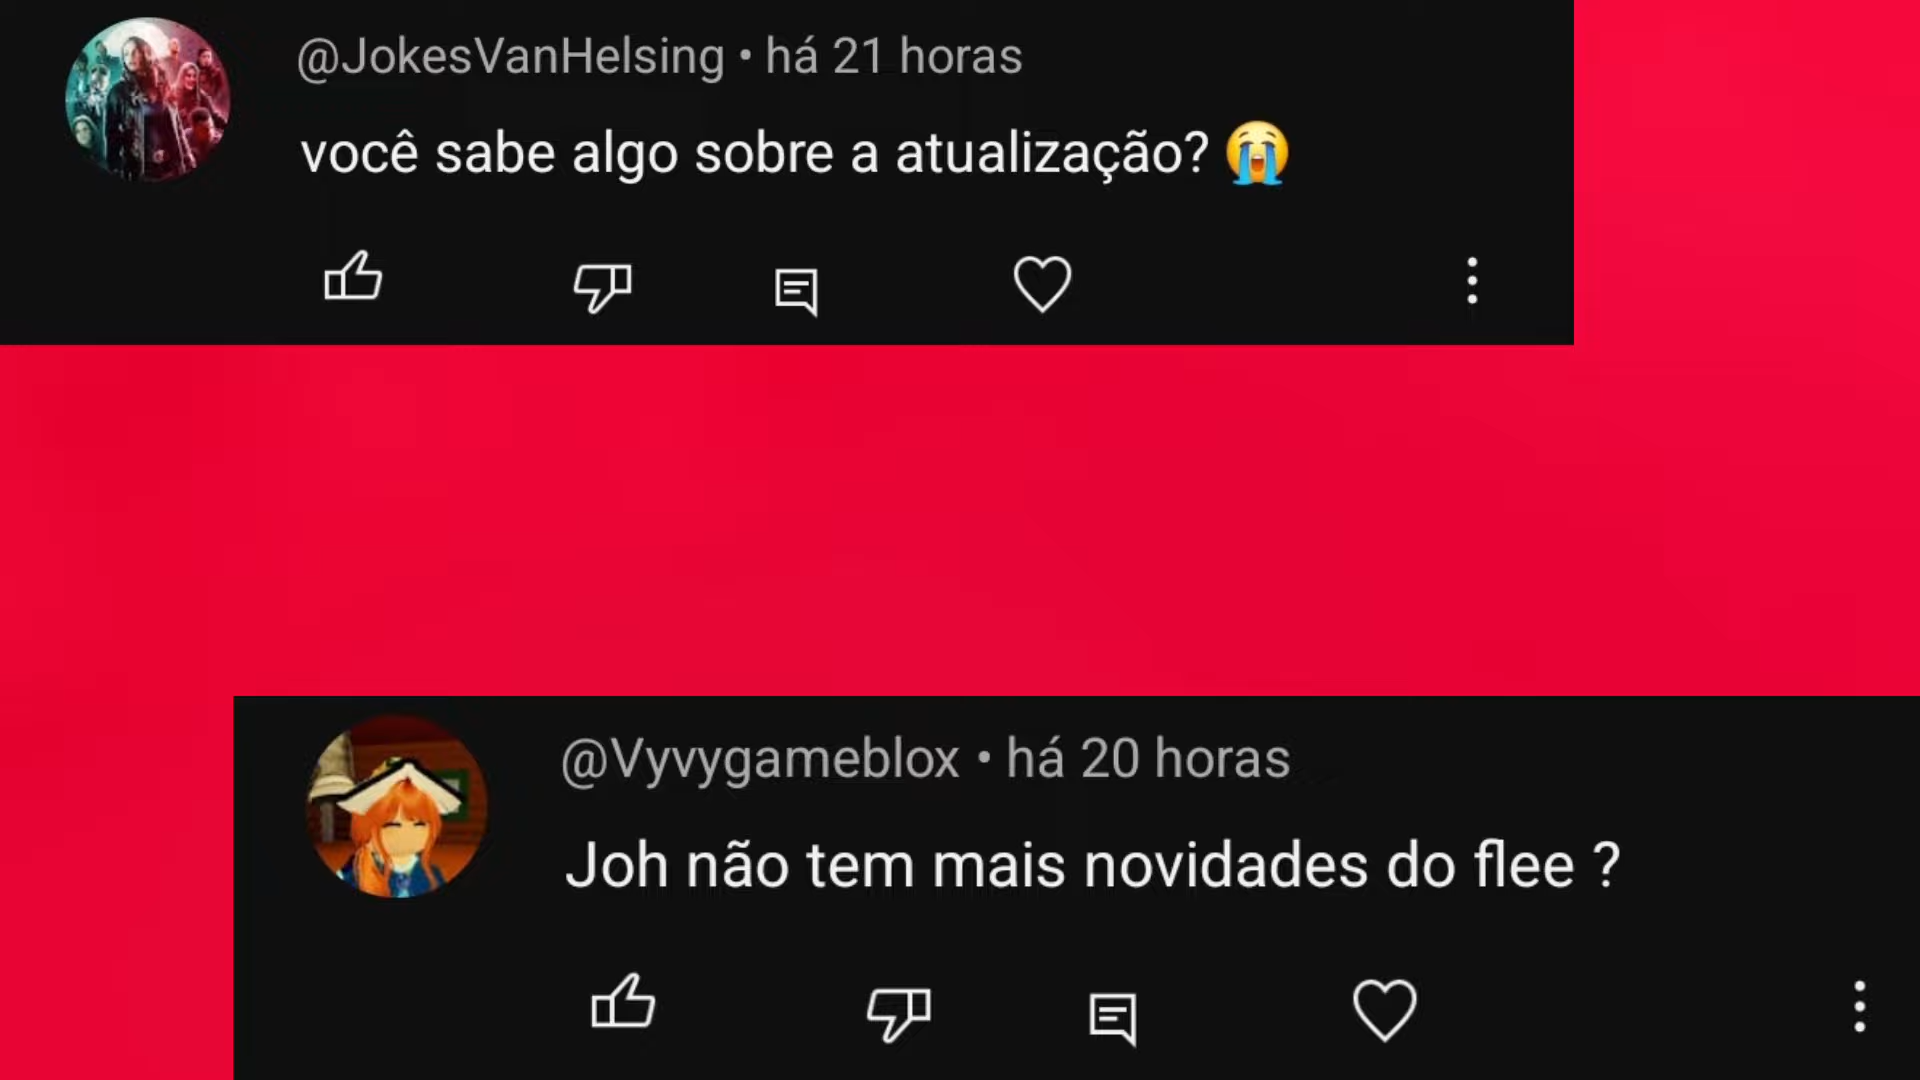 @JokesVanHelsing • há 21 horas
você sabe algo sobre a atualização? 😭
@Vyvygameblox • há 20 horas
Joh não tem mais novidades do flee ?